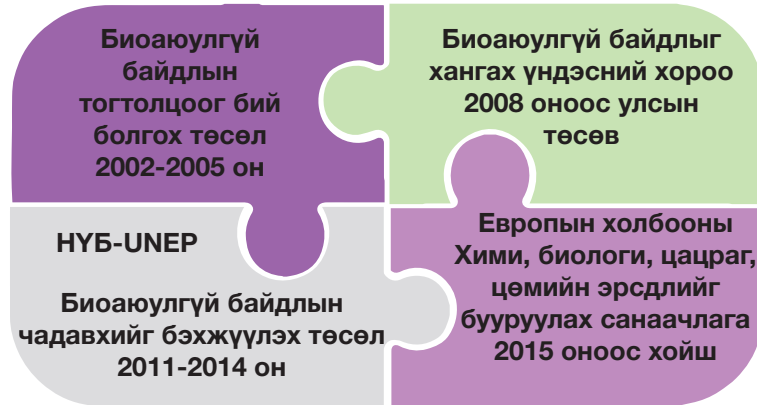 Биоаюулгүй
байдлын
тогтолцоог бий
болгох төсөл
2002-2005 он
Биоаюулгүй байдлыг
хангах үндэсний хороо
2008 оноос улсын
төсөв
НҮБ-UNEP
Биоаюулгүй байдлын
чадавхийг бэхжүүлэх төсөл
2011-2014 он
Европын холбооны
Хими, биологи, цацраг,
цөмийн эрсдлийг
бууруулах санаачлага
2015 оноос хойш